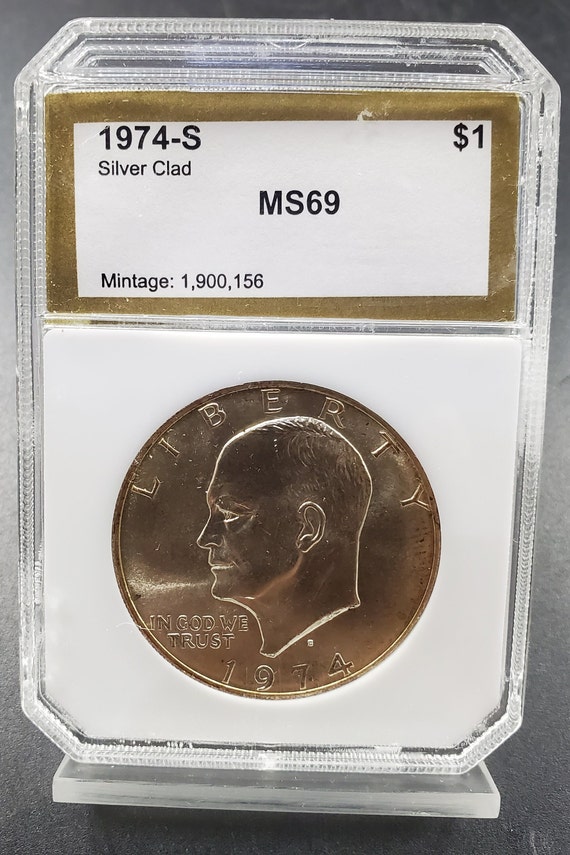 1974-S $1
Silver Clad
MS69
Mintage: 1,900,156
LIBERTY
IN GOD WE
TRUST
S
1974